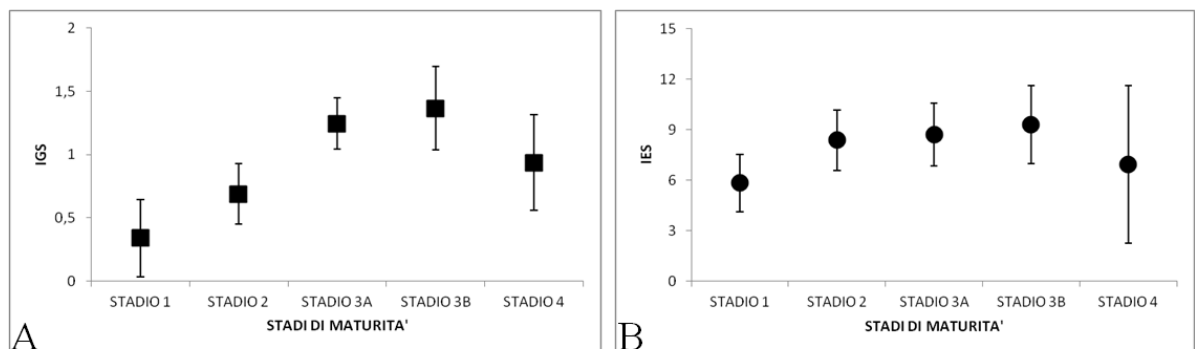 2
1,5
1
0,5
0
IGS
STADIO 1 STADIO 2 STADIO 3A STADIO 3B STADIO 4
STADI DI MATURITA'
A
15
12
9
6
3
0
IES
STADIO 1 STADIO 2 STADIO 3A STADIO 3B STADIO 4
STADI DI MATURITA'
B